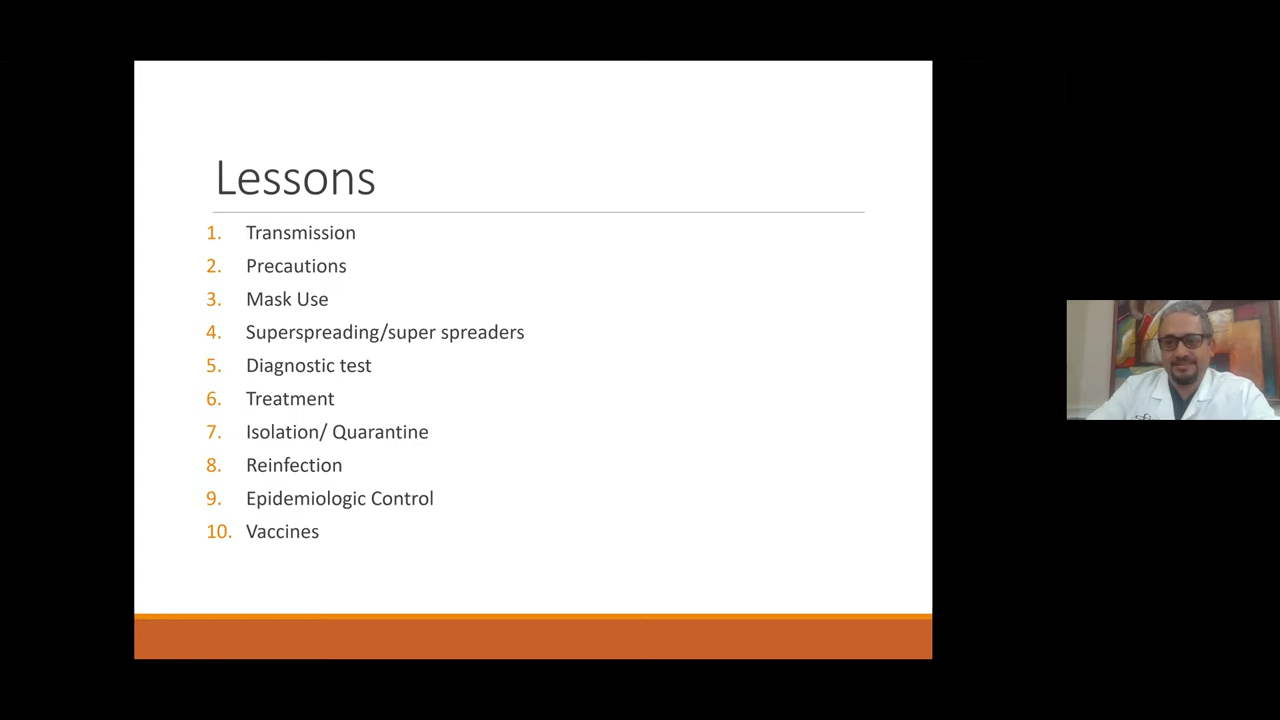 Lessons
1. Transmission
2. Precautions
3. Mask Use
4. Superspreading/super spreaders
5. Diagnostic test
6. Treatment
7. Isolation/ Quarantine
8. Reinfection
9. Epidemiologic Control
10. Vaccines